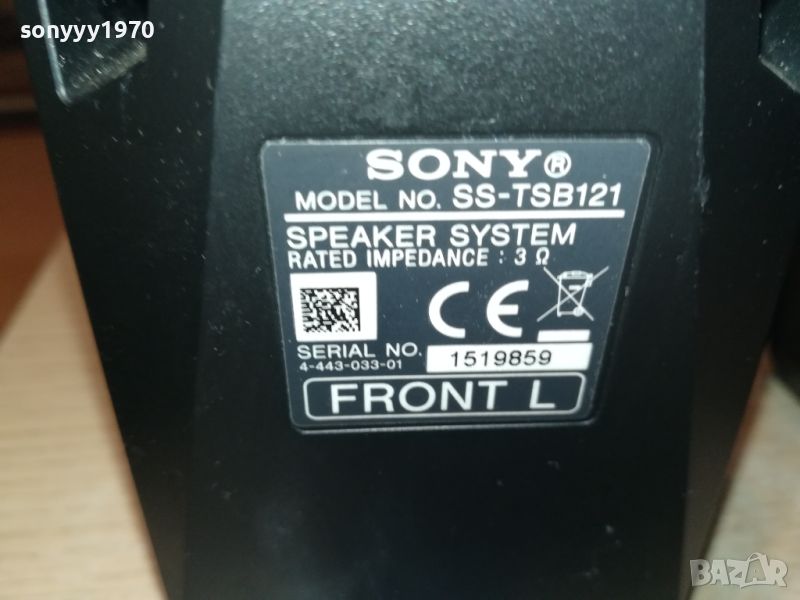 sonyyy1970
SONY®
MODEL NO. SS-TSB121
SPEAKER SYSTEM
RATED IMPEDANCE : 3 Ω
CE
SERIAL NO. 1519859
4-443-033-01
FRONT L
BAZAR